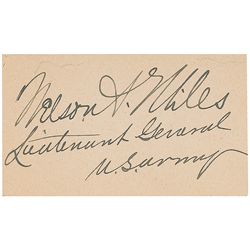 Nelson A. Miles
Lieutenant General
U.S. Army